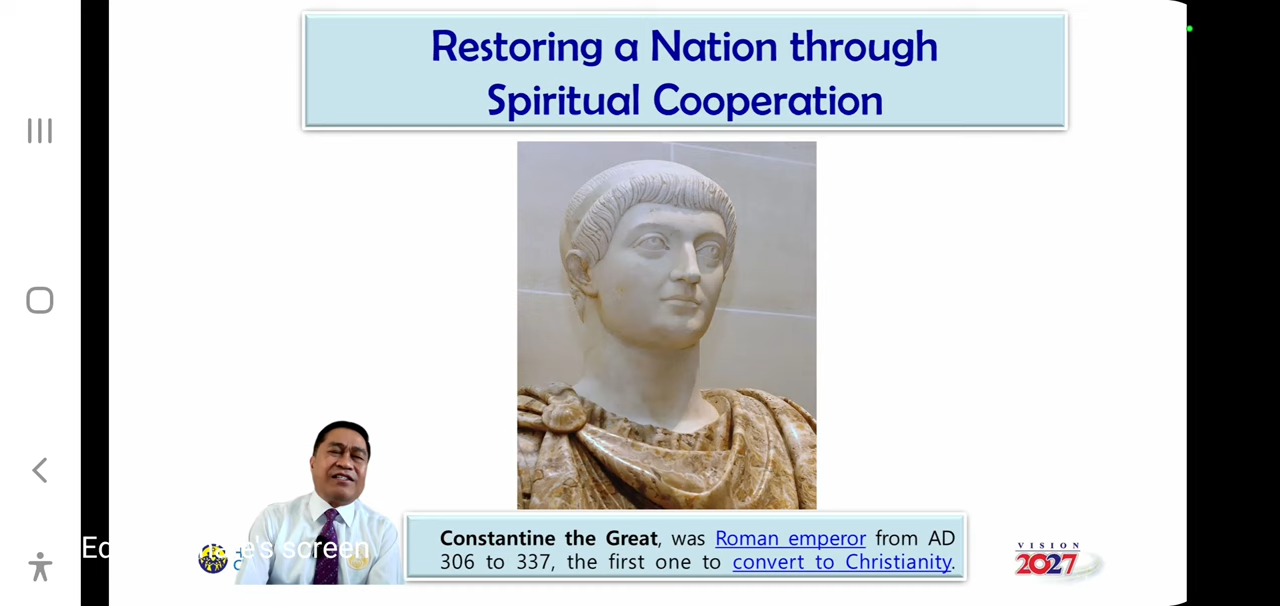 Restoring a Nation through
Spiritual Cooperation
Constantine the Great, was Roman emperor from AD
306 to 337, the first one to convert to Christianity.
's screen
VISION
2027